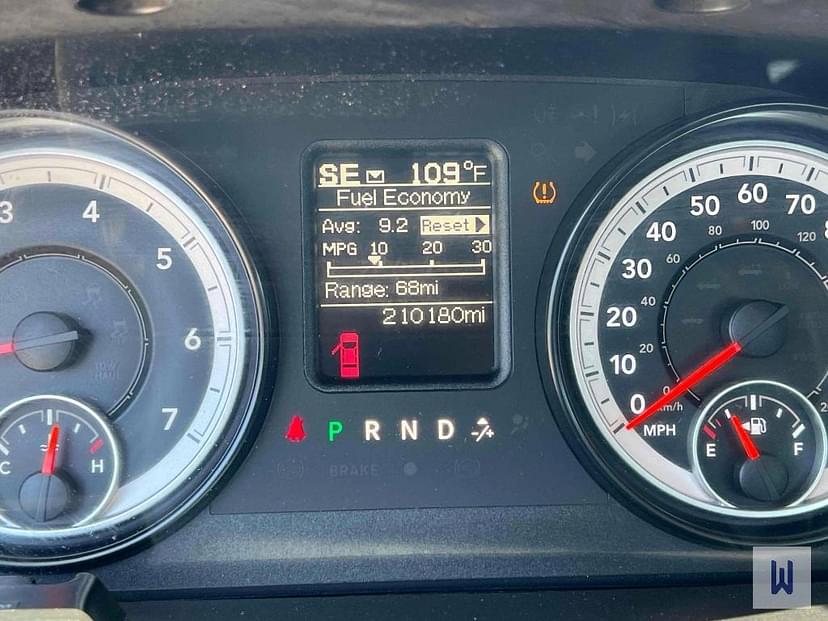 SE 109°F
Fuel Economy
Avg: 9.2 Reset
MPG 10 20 30
Range: 68mi
210180mi
P R N D
BRAKE
3 4 5 6 7
C H
0 10 20 30 40 50 60 70
0 20 40 60 80 100 120
km/h
MPH
E F
W